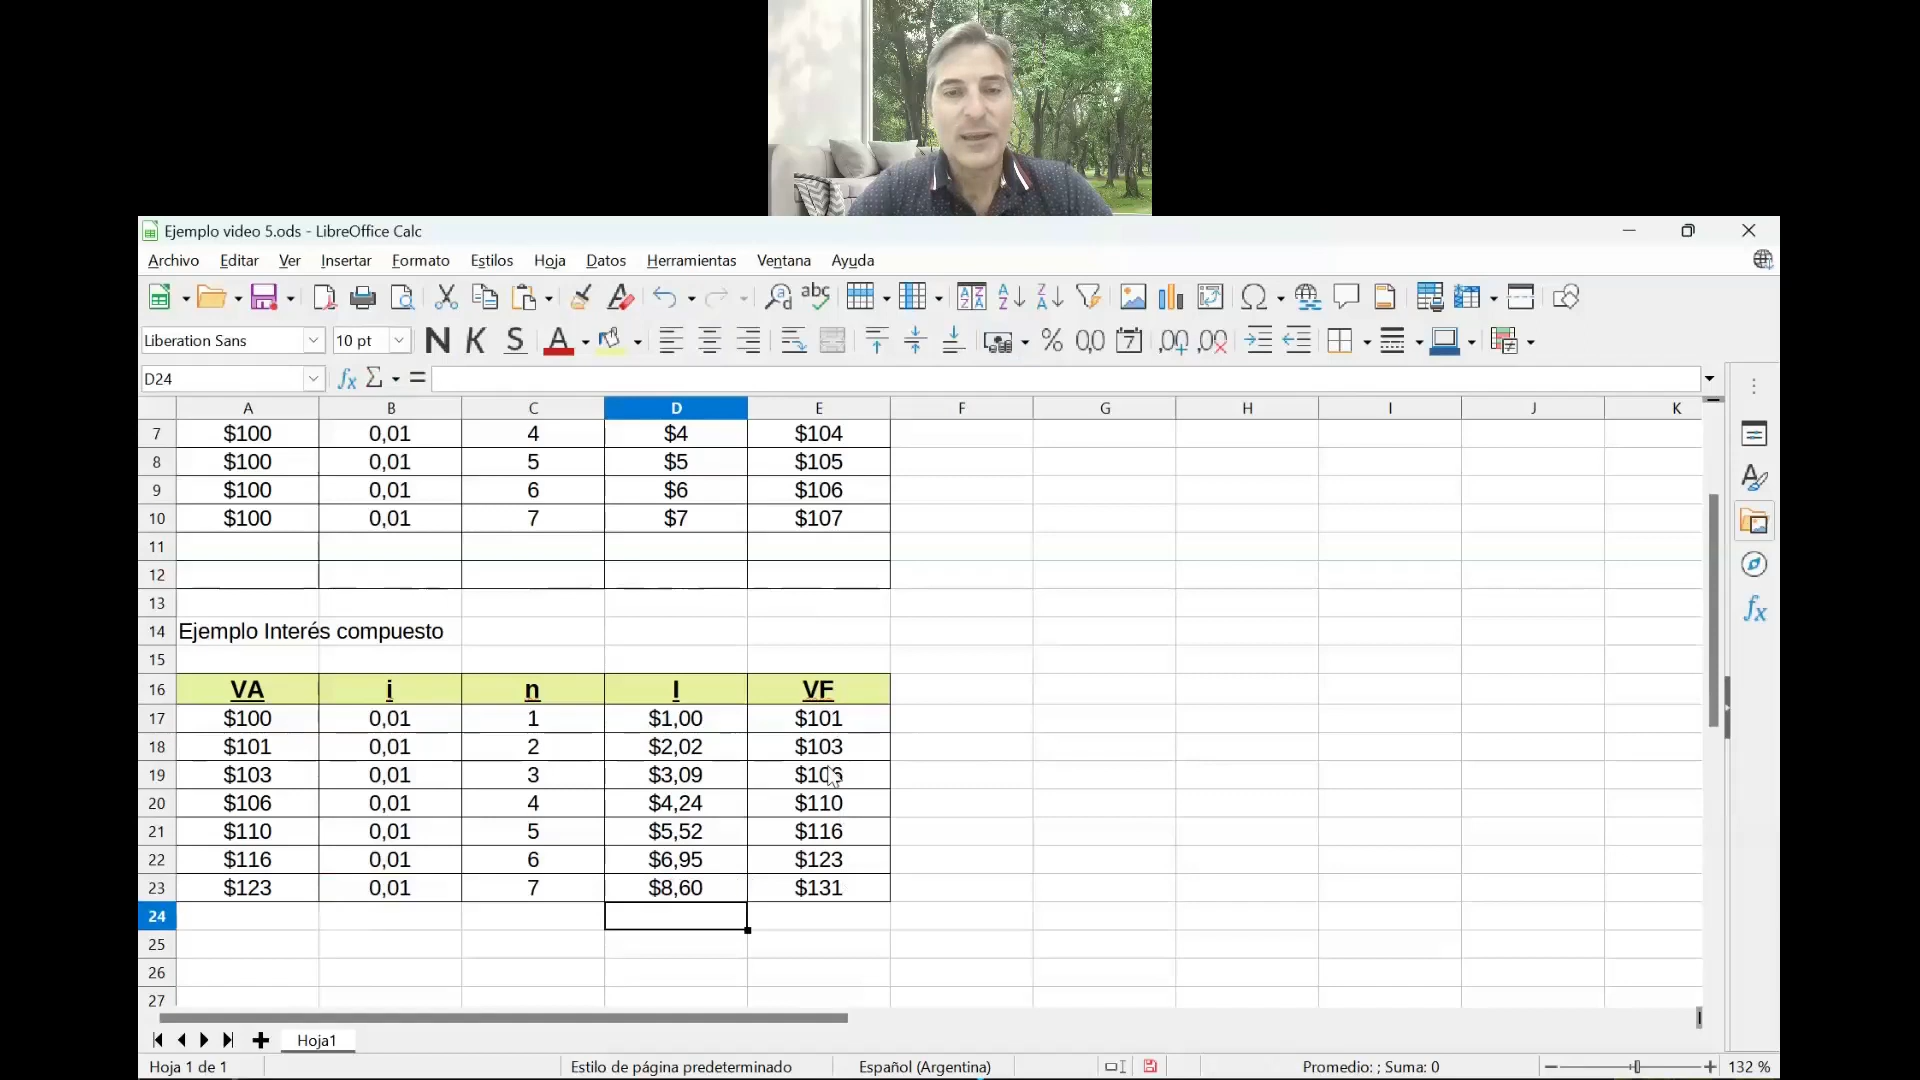 Ejemplo video 5.ods - LibreOffice Calc
Archivo Editar Ver Insertar Formato Estilos Hoja Datos Herramientas Ventana Ayuda
Liberation Sans 10 pt N K S A
D24
A B C D E F G H I J K
7 $100 0,01 4 $4 $104
8 $100 0,01 5 $5 $105
9 $100 0,01 6 $6 $106
10 $100 0,01 7 $7 $107
11
12
13
14 Ejemplo Interés compuesto
15
16 VA i n I VF
17 $100 0,01 1 $1,00 $101
18 $101 0,01 2 $2,02 $103
19 $103 0,01 3 $3,09 $106
20 $106 0,01 4 $4,24 $110
21 $110 0,01 5 $5,52 $116
22 $116 0,01 6 $6,95 $123
23 $123 0,01 7 $8,60 $131
24
25
26
27
Hoja1
Hoja 1 de 1 Estilo de página predeterminado Español (Argentina) Promedio: ; Suma: 0 132 %